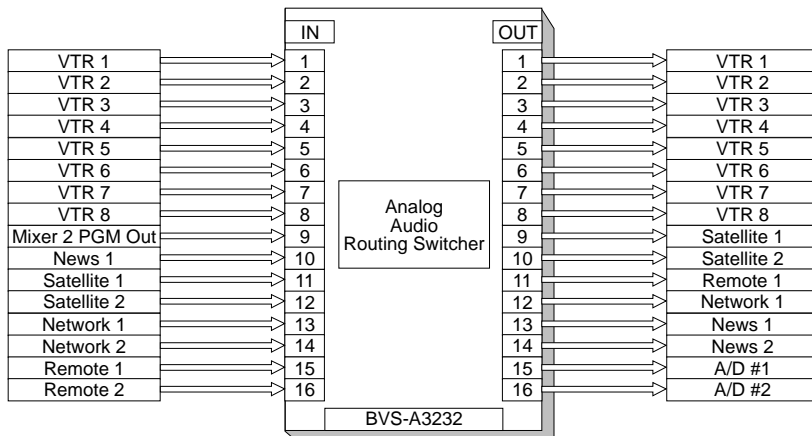 IN OUT
VTR 1 1 1 VTR 1
VTR 2 2 2 VTR 2
VTR 3 3 3 VTR 3
VTR 4 4 4 VTR 4
VTR 5 5 5 VTR 5
VTR 6 6 6 VTR 6
VTR 7 7 7 VTR 7
VTR 8 8 8 VTR 8
Mixer 2 PGM Out 9 9 Satellite 1
News 1 10 10 Satellite 2
Satellite 1 11 11 Remote 1
Satellite 2 12 12 Network 1
Network 1 13 13 News 1
Network 2 14 14 News 2
Remote 1 15 15 A/D #1
Remote 2 16 16 A/D #2
Analog
Audio
Routing Switcher
BVS-A3232